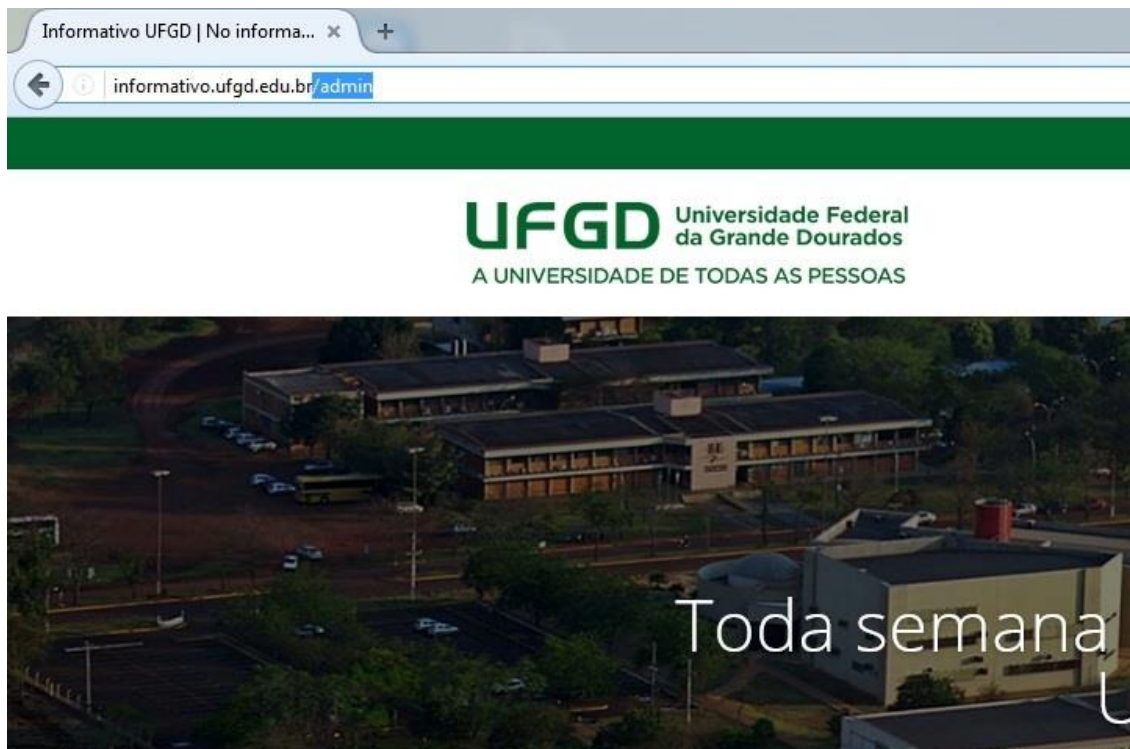 Informativo UFGD | No informa...
informativo.ufgd.edu.br/admin
UFGD Universidade Federal
da Grande Dourados
A UNIVERSIDADE DE TODAS AS PESSOAS
Toda semana
U